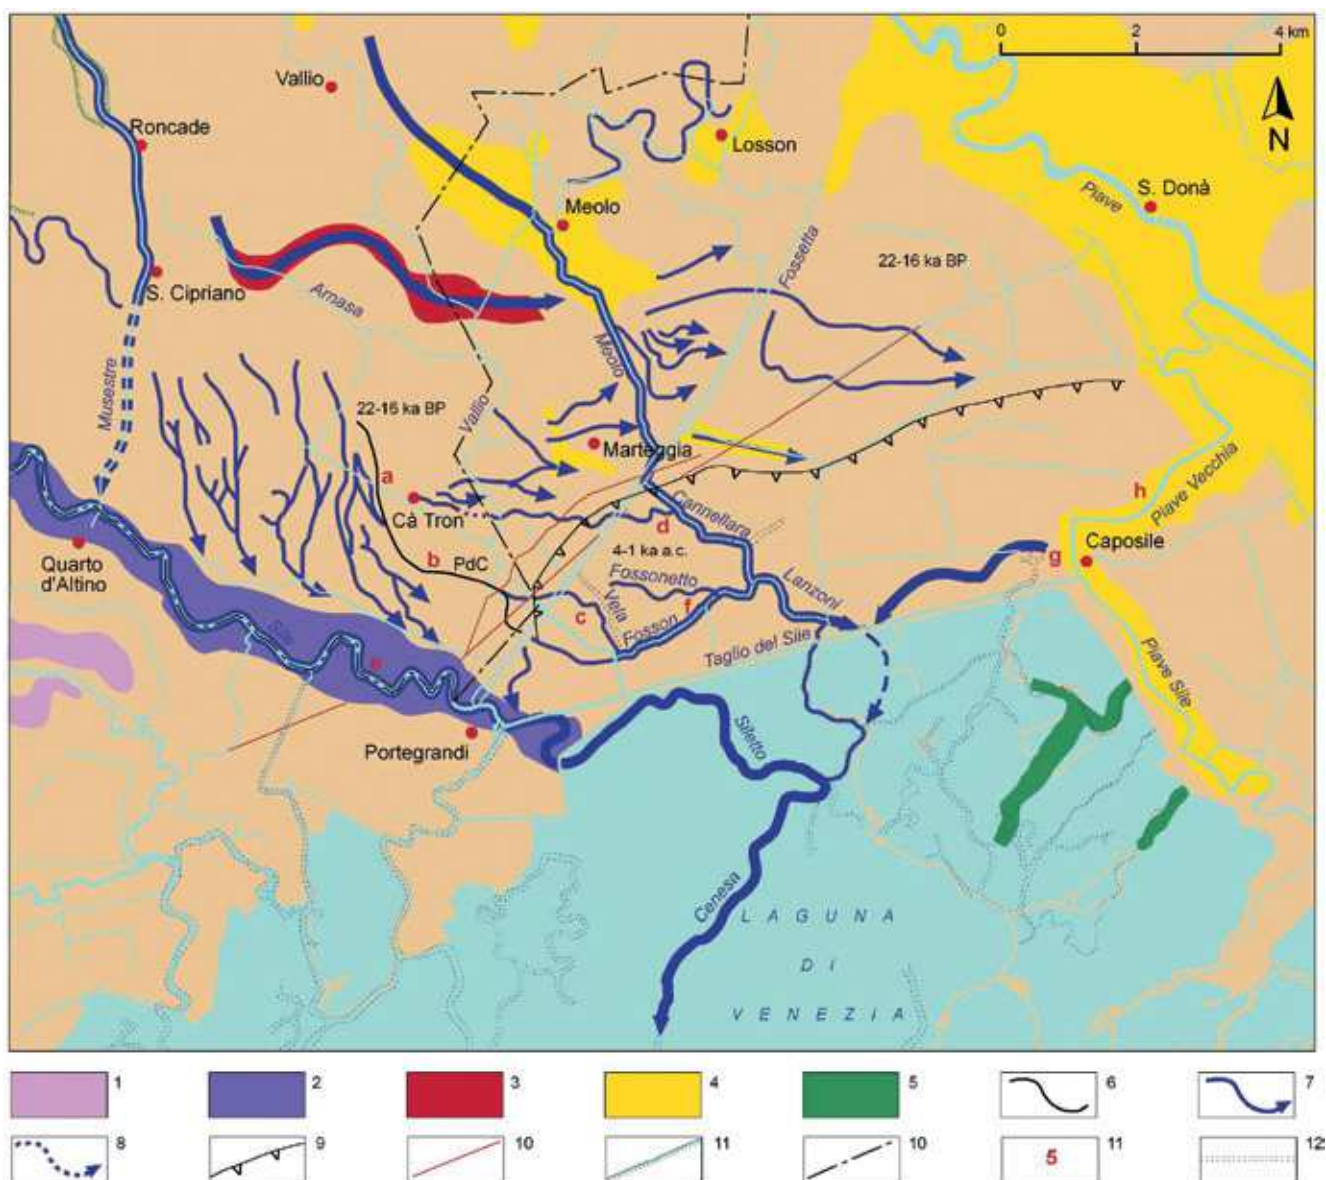 0 2 4 km
Vallio
Roncade
Losson
N
Piave
S. Donà
Meolo
Fossetta
22-16 ka BP
S. Cipriano
Arnasa
Meolo
Musestre
22-16 ka BP
Vallio
Marteggia
a
Piave Vecchia
h
Cà Tron
Cannellara
d
Quarto
d'Altino
4-1 ka a.c.
Caposile
g
b
PdC
Fossonetto
Lanzoni
Vela
f
c
Fosson
Taglio del Sile
Sile
e
Piave Sile
Portegrandi
Siletto
Cenesa
LAGUNA
DI
VENEZIA
1 2 3 4 5 6 7
8 9 10 11 10 5 11 12